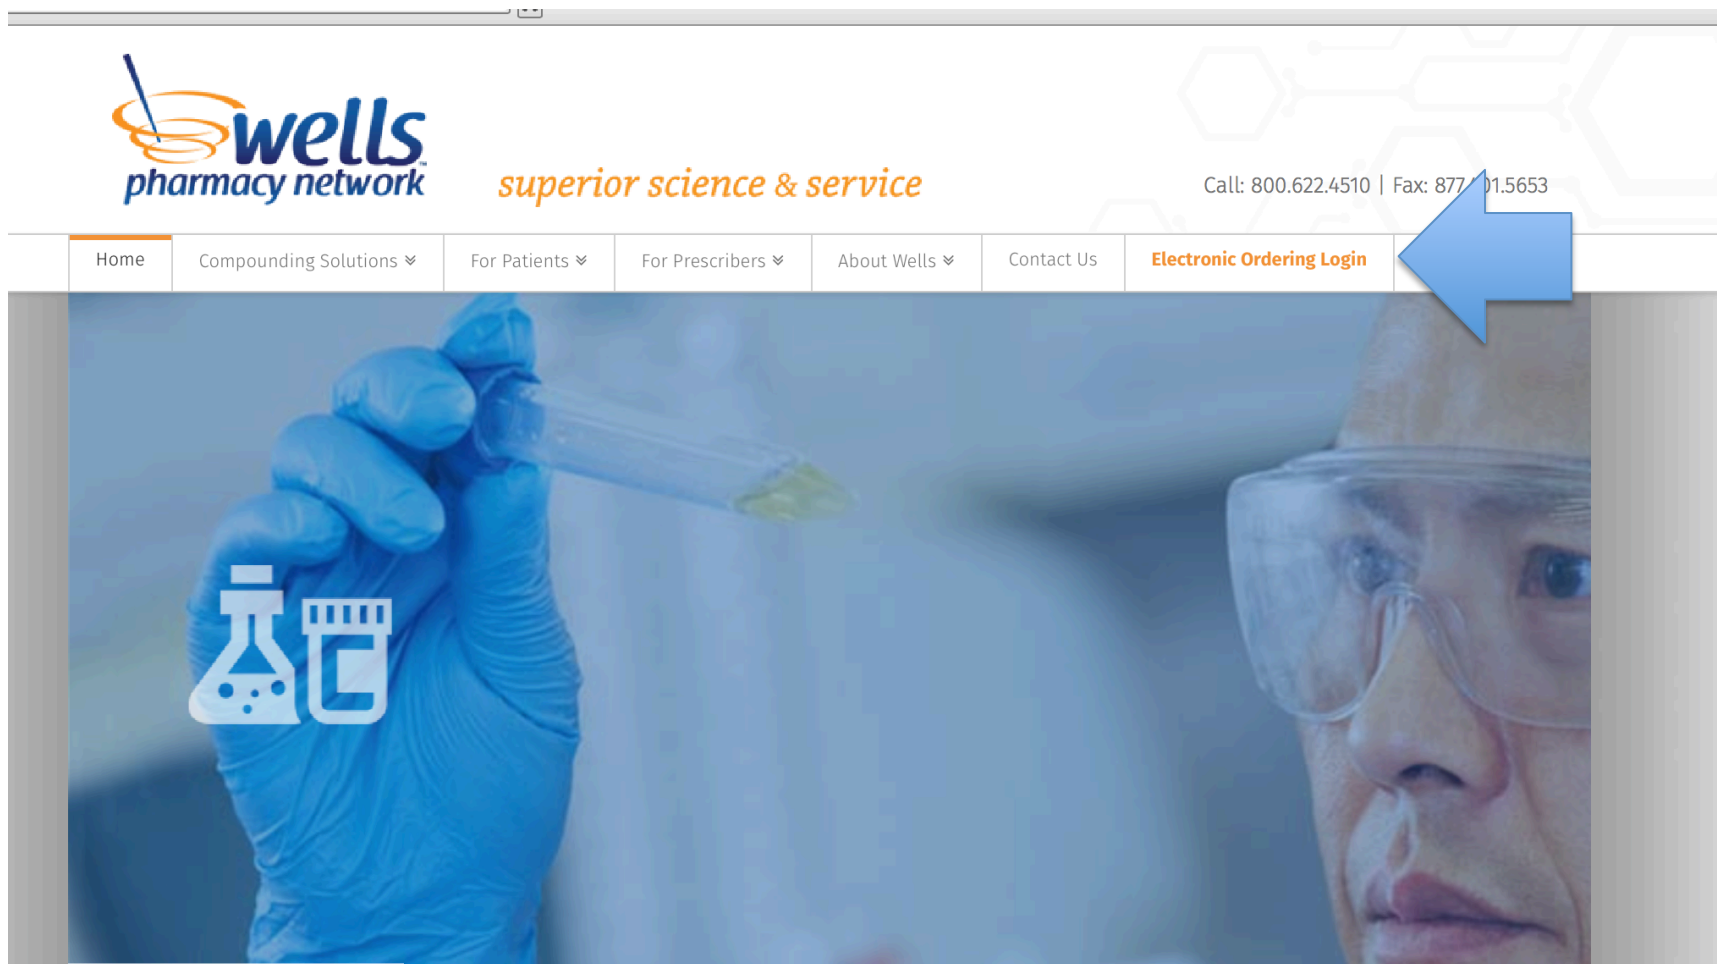 wells
pharmacy network
superior science & service
Call: 800.622.4510 | Fax: 877. 01.5653
Home
Compounding Solutions
For Patients
For Prescribers
About Wells
Contact Us
Electronic Ordering Login